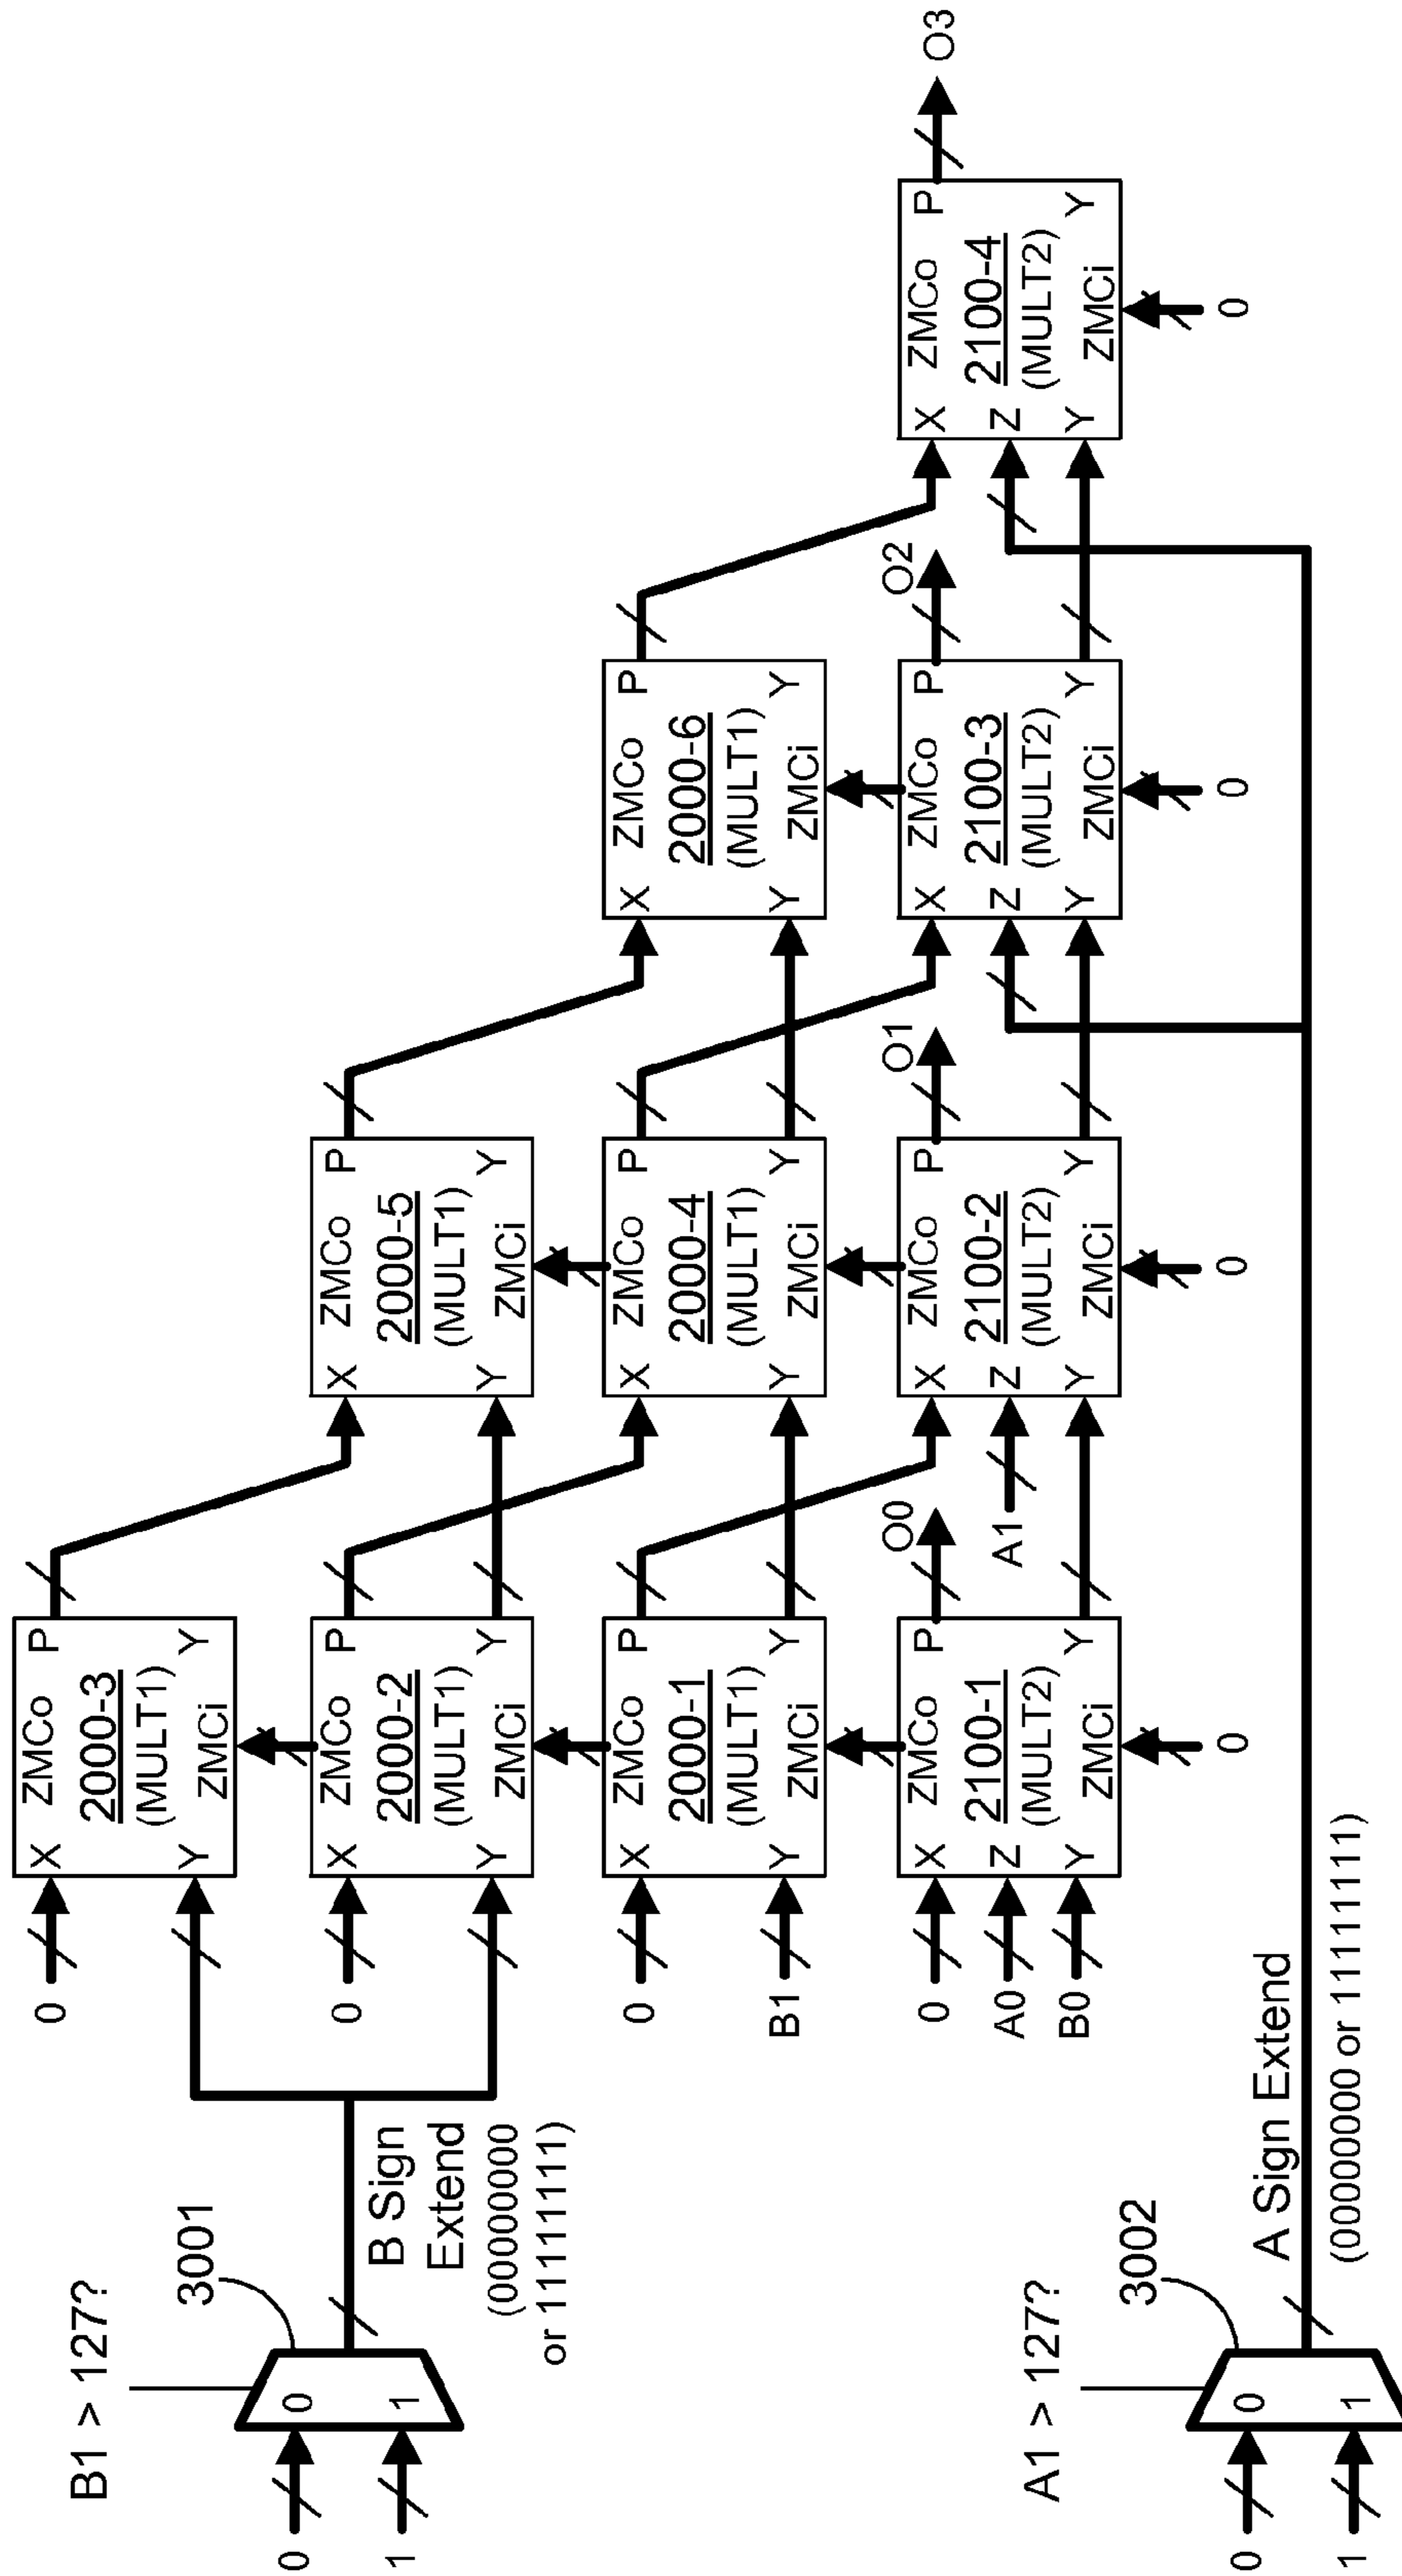 B1 > 127?
3001
0
1
0
1
B Sign
Extend
(00000000
or 11111111)
A1 > 127?
3002
0
1
0
1
A Sign Extend
(00000000 or 11111111)
0
X ZMCo P
2000-3
(MULT1)
Y ZMCi Y
0
X ZMCo P
2000-2
(MULT1)
Y ZMCi Y
0
B1
X ZMCo P
2000-1
(MULT1)
Y ZMCi Y
0
A0
B0
X ZMCo P
Z 2100-1
(MULT2)
Y ZMCi Y
0
O0
X ZMCo P
2000-5
(MULT1)
Y ZMCi Y
X ZMCo P
2000-4
(MULT1)
Y ZMCi Y
A1
X ZMCo P
Z 2100-2
(MULT2)
Y ZMCi Y
0
O1
X ZMCo P
2000-6
(MULT1)
Y ZMCi Y
X ZMCo P
Z 2100-3
(MULT2)
Y ZMCi Y
0
O2
X ZMCo P
Z 2100-4
(MULT2)
Y ZMCi Y
0
O3